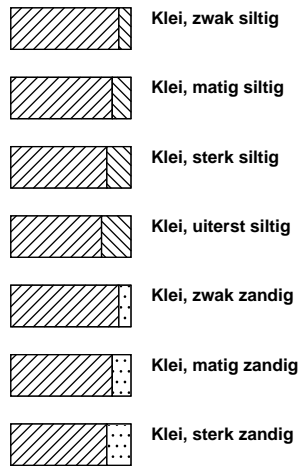 Klei, zwak siltig
Klei, matig siltig
Klei, sterk siltig
Klei, uiterst siltig
Klei, zwak zandig
Klei, matig zandig
Klei, sterk zandig